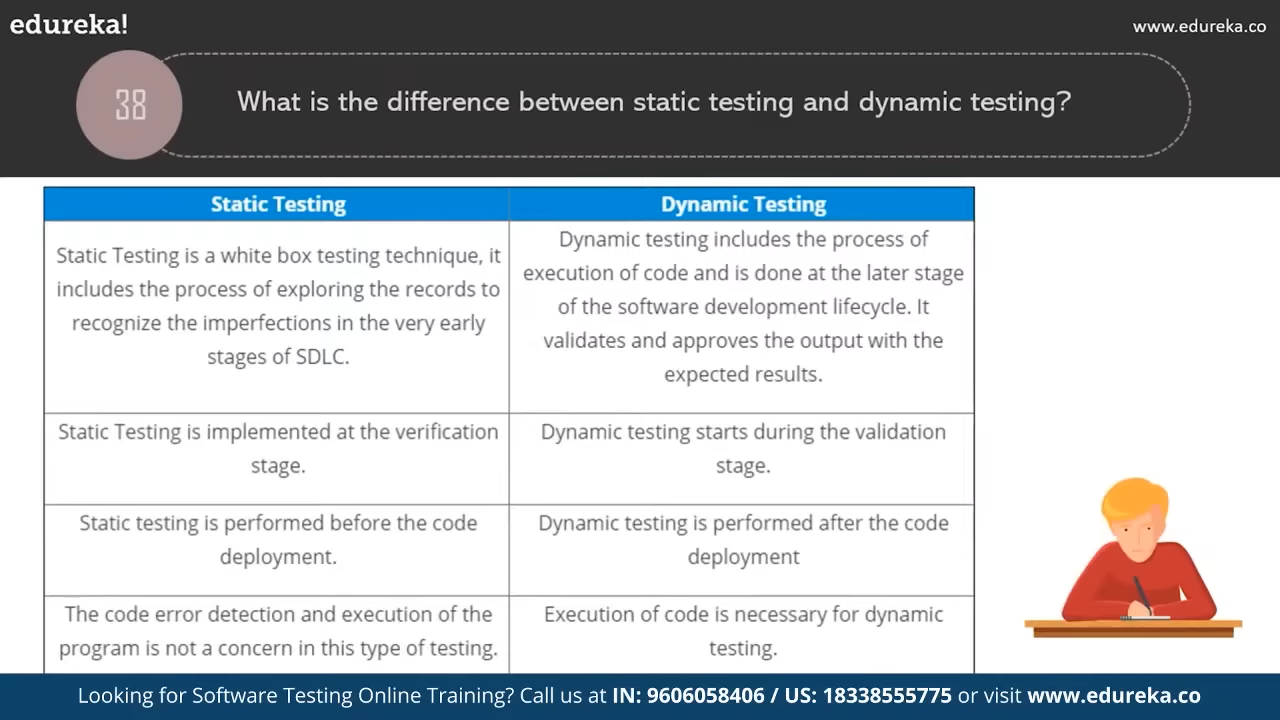 edureka!
www.edureka.co
38
What is the difference between static testing and dynamic testing?
Static Testing
Dynamic Testing
Static Testing is a white box testing technique, it
includes the process of exploring the records to
recognize the imperfections in the very early
stages of SDLC.
Dynamic testing includes the process of
execution of code and is done at the later stage
of the software development lifecycle. It
validates and approves the output with the
expected results.
Static Testing is implemented at the verification
stage.
Dynamic testing starts during the validation
stage.
Static testing is performed before the code
deployment.
Dynamic testing is performed after the code
deployment
The code error detection and execution of the
program is not a concern in this type of testing.
Execution of code is necessary for dynamic
testing.
Looking for Software Testing Online Training? Call us at IN: 9606058406 / US: 18338555775 or visit www.edureka.co